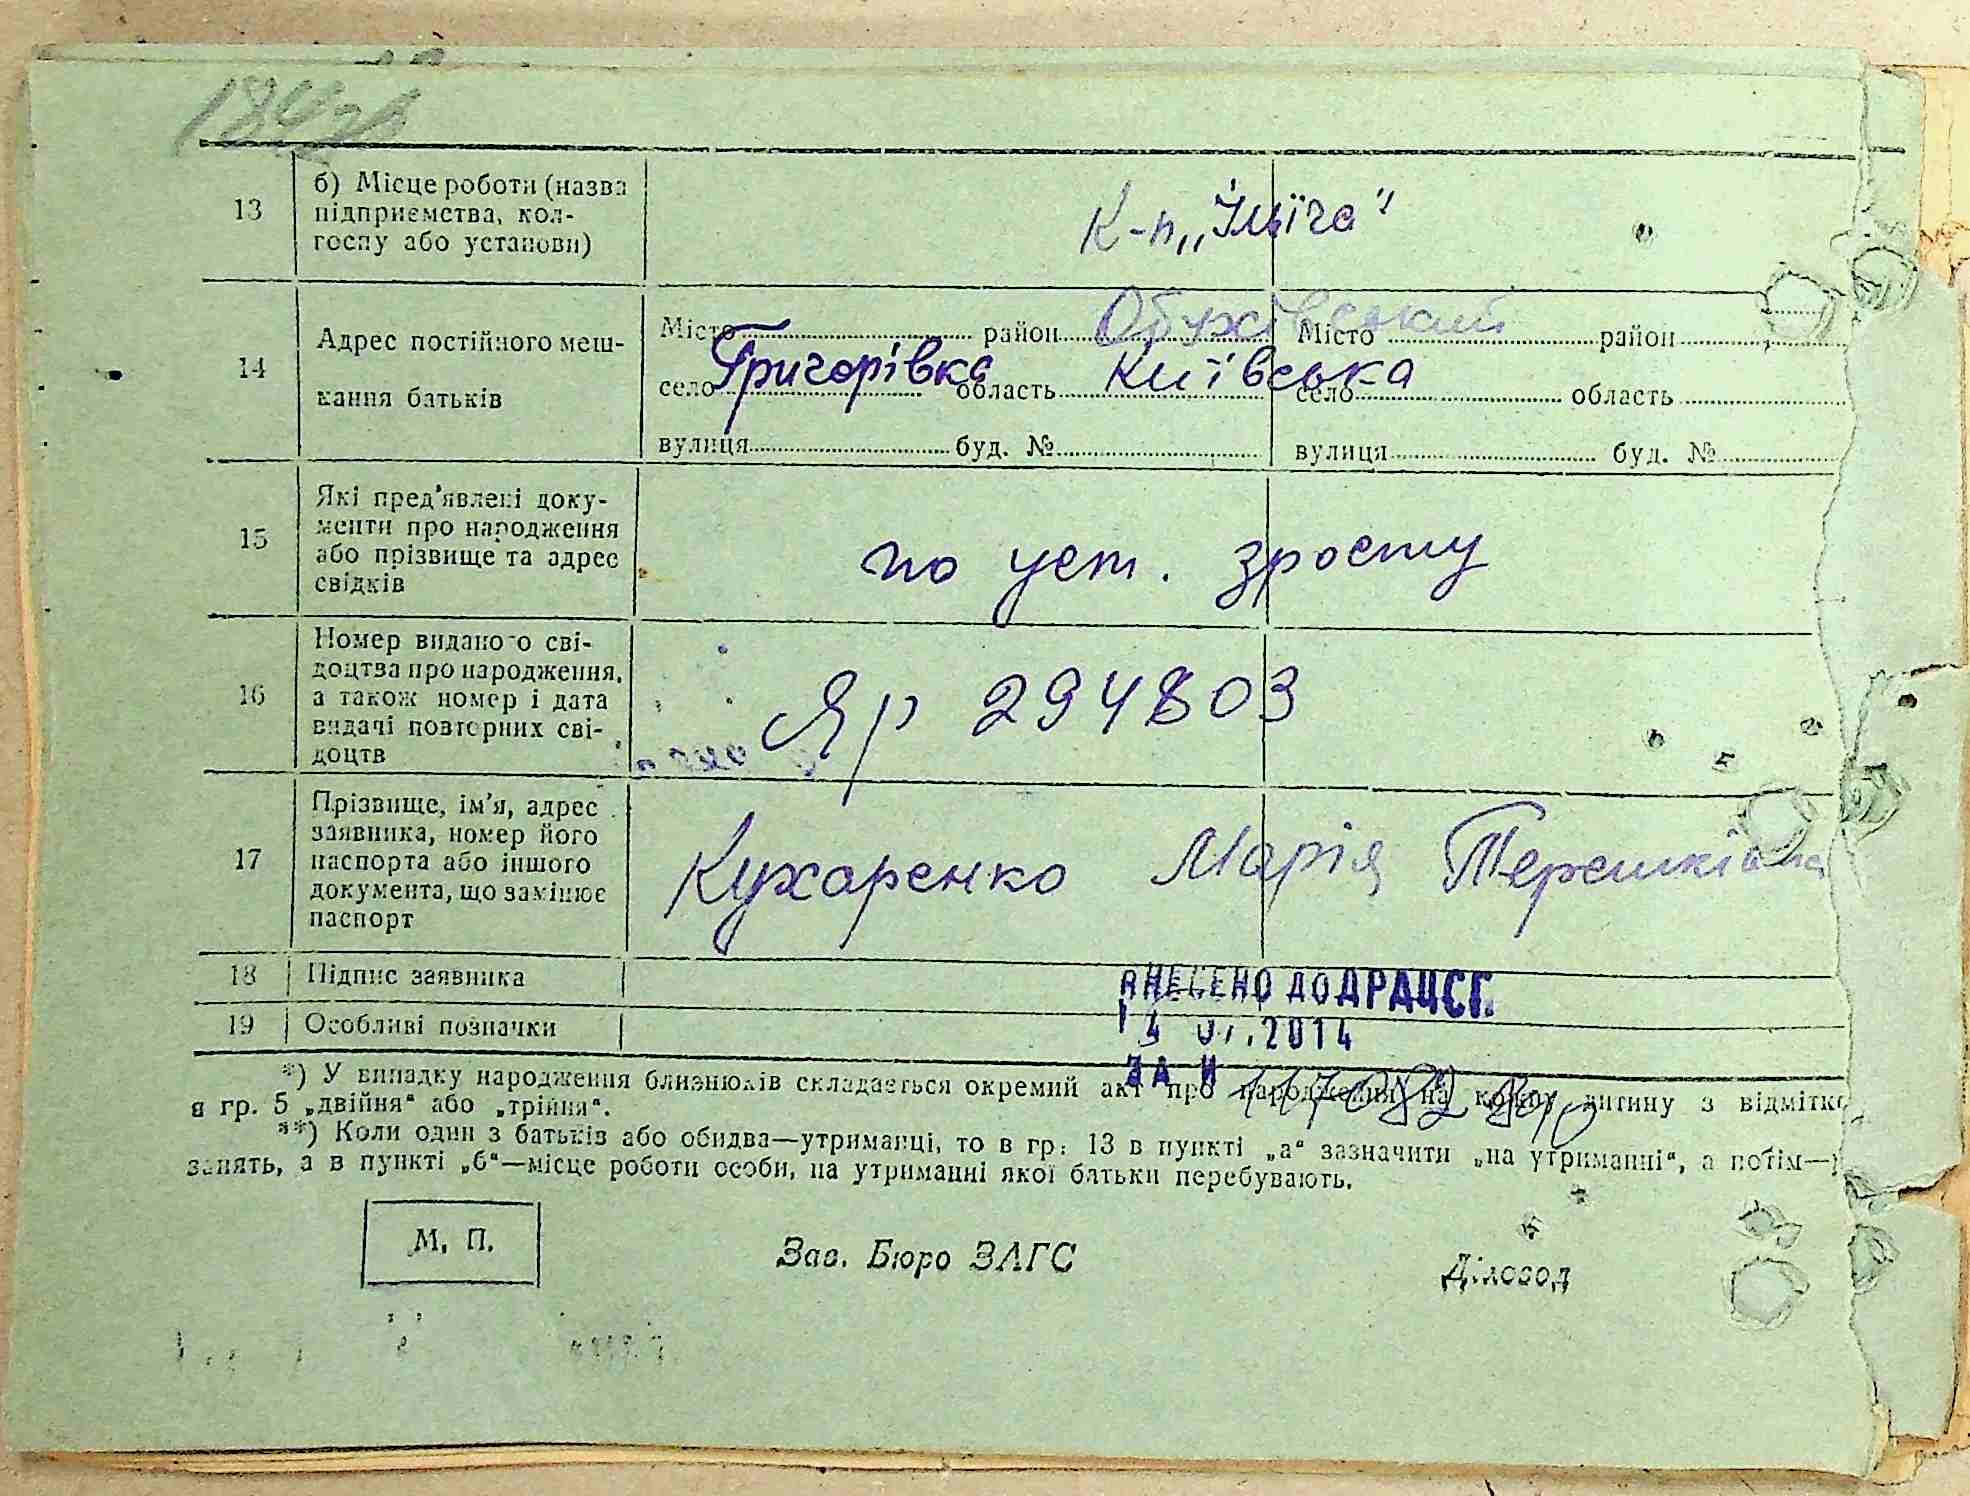 13
б) Місце роботи (назва
підприємства, кол-
госпу або установи)
К-п „Ілліча"
14
Адрес постійного меш-
кання батьків
Місто район Обухівський Місто район
село Григорівка область Київська село область
вулиця буд. № вулиця буд. №
15
Які пред'явлені доку-
менти про народження
або прізвище та адрес
свідків
по уст. зросту
16
Номер виданого сві-
доцтва про народження,
а також номер і дата
видачі повторних сві-
доцтв
Яр 294803
17
Прізвище, ім'я, адрес
заявника, номер його
паспорта або іншого
документа, що замінює
паспорт
Кухаренко Марія Терешківна
18 Підпис заявника
ВНЕСЕНО ДО ДРАЦСГ.
19 Особливі позначки
14 07.2014
ЗА №
*) У випадку народження близнюків складається окремий акт про народження на кожну дитину з відмітко
в гр. 5 „двійня" або „трійня".
**) Коли один з батьків або обидва—утриманці, то в гр. 13 в пункті „а" зазначити „на утриманні", а потім—
занять, а в пункті „б"—місце роботи особи, на утриманні якої батьки перебувають.
М. П.
Зав. Бюро ЗАГС
Діловод